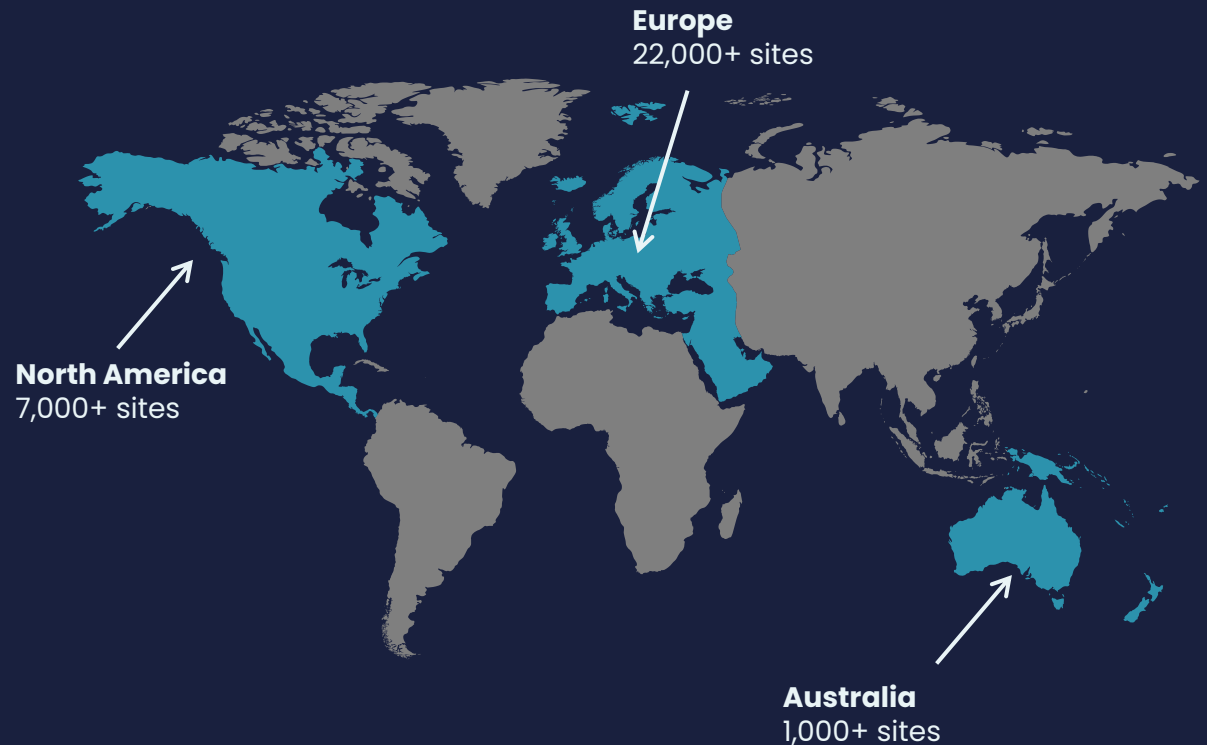 Europe
22,000+ sites
North America
7,000+ sites
Australia
1,000+ sites